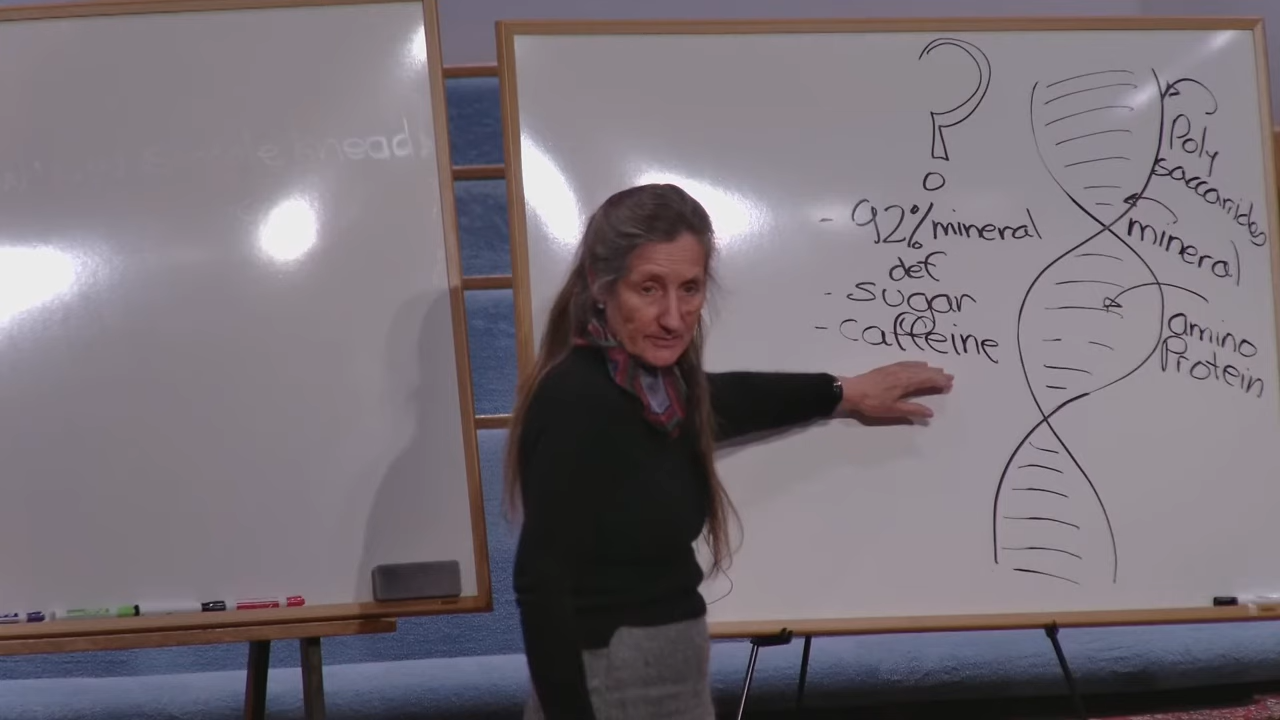 ?
- 92% mineral
def
- sugar
- caffeine
Poly
saccarides
mineral
amino
Protein